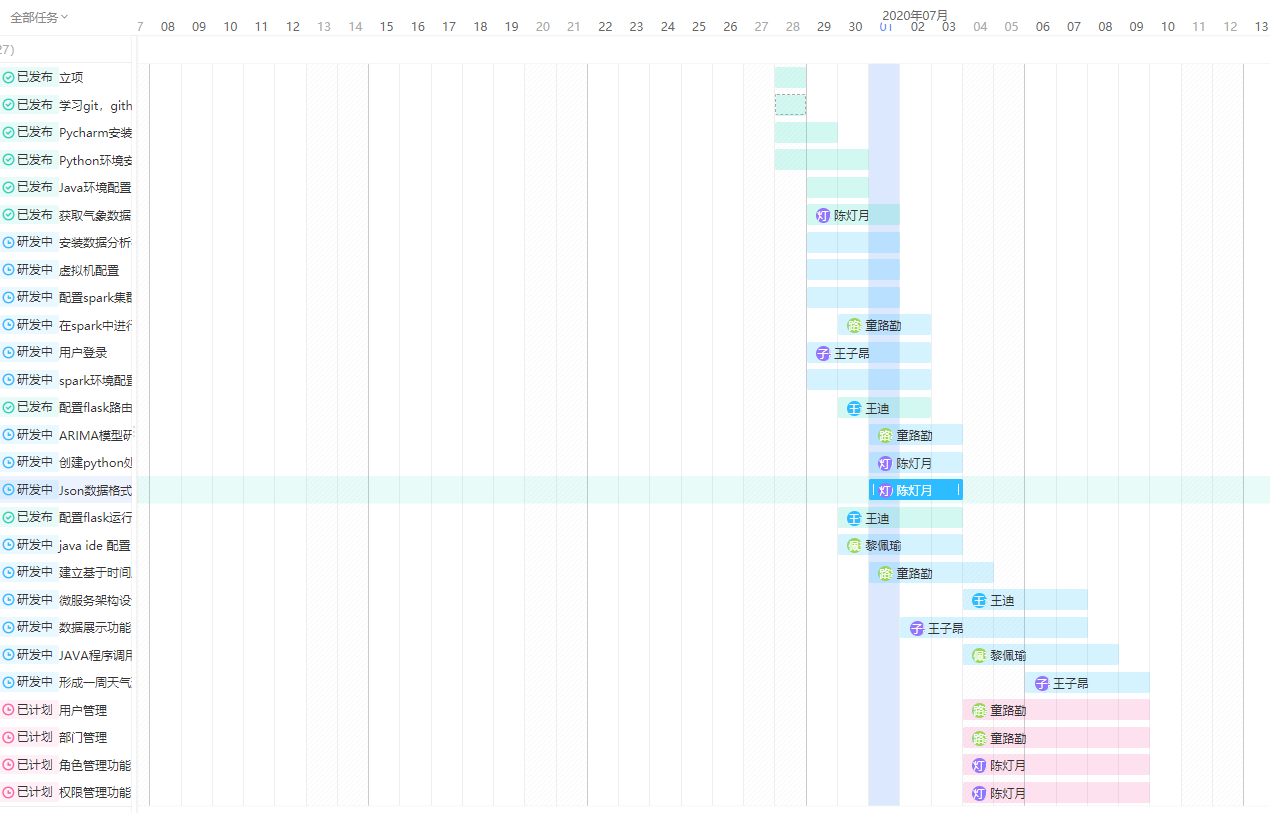 全部任务
2020年07月
7 08 09 10 11 12 13 14 15 16 17 18 19 20 21 22 23 24 25 26 27 28 29 30 01 02 03 04 05 06 07 08 09 10 11 12 13
27)
已发布 立项
已发布 学习git，gith
已发布 Pycharm安装
已发布 Python环境安
已发布 Java环境配置
已发布 获取气象数据 灯 陈灯月
研发中 安装数据分析
研发中 虚拟机配置
研发中 配置spark集群
研发中 在spark中进行 路 童路勤
研发中 用户登录 子 王子昂
研发中 spark环境配置
已发布 配置flask路由 王 王迪
研发中 ARIMA模型研 路 童路勤
研发中 创建python处 灯 陈灯月
研发中 Json数据格式 灯 陈灯月
已发布 配置flask运行 王 王迪
研发中 java ide 配置 佩 黎佩瑜
研发中 建立基于时间 路 童路勤
研发中 微服务架构设 王 王迪
研发中 数据展示功能 子 王子昂
研发中 JAVA程序调用 佩 黎佩瑜
研发中 形成一周天气 子 王子昂
已计划 用户管理 路 童路勤
已计划 部门管理 路 童路勤
已计划 角色管理功能 灯 陈灯月
已计划 权限管理功能 灯 陈灯月